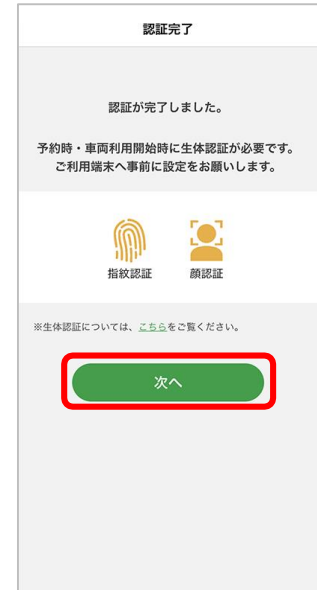 認証完了
認証が完了しました。
予約時・車両利用開始時に生体認証が必要です。
ご利用端末へ事前に設定をお願いします。
指紋認証
顔認証
※生体認証については、こちらをご覧ください。
次へ